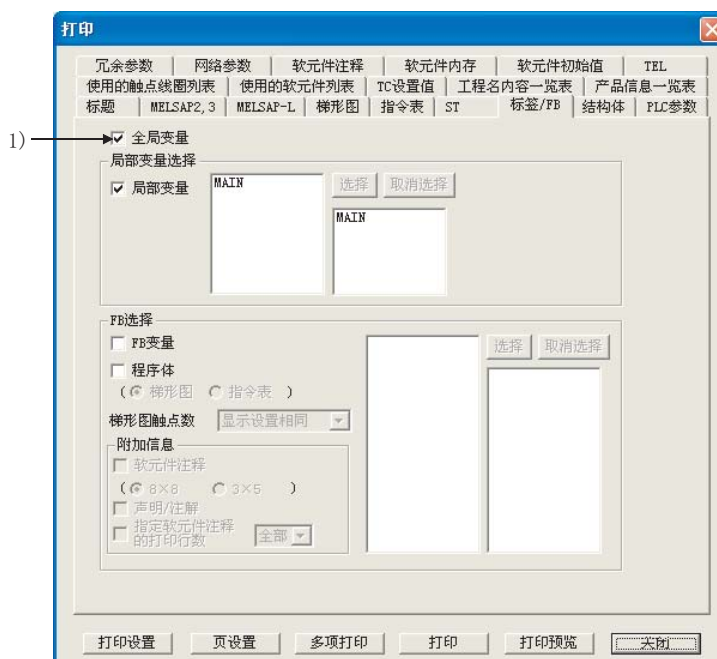 打印
冗余参数 网络参数 软元件注释 软元件内存 软元件初始值 TEL
使用的触点线圈列表 使用的软元件列表 TC设置值 工程名内容一览表 产品信息一览表
标题 MELSAP2,3 MELSAP-L 梯形图 指令表 ST 标签/FB 结构体 PLC参数
1) 全局变量
局部变量选择
局部变量 MAIN 选择 取消选择
MAIN
FB选择
FB变量 选择 取消选择
程序体
( 梯形图 指令表 )
梯形图触点数 显示设置相同
附加信息
软元件注释
( 8×8 3×5 )
声明/注解
指定软元件注释
的打印行数 全部
打印设置 页设置 多项打印 打印 打印预览 关闭